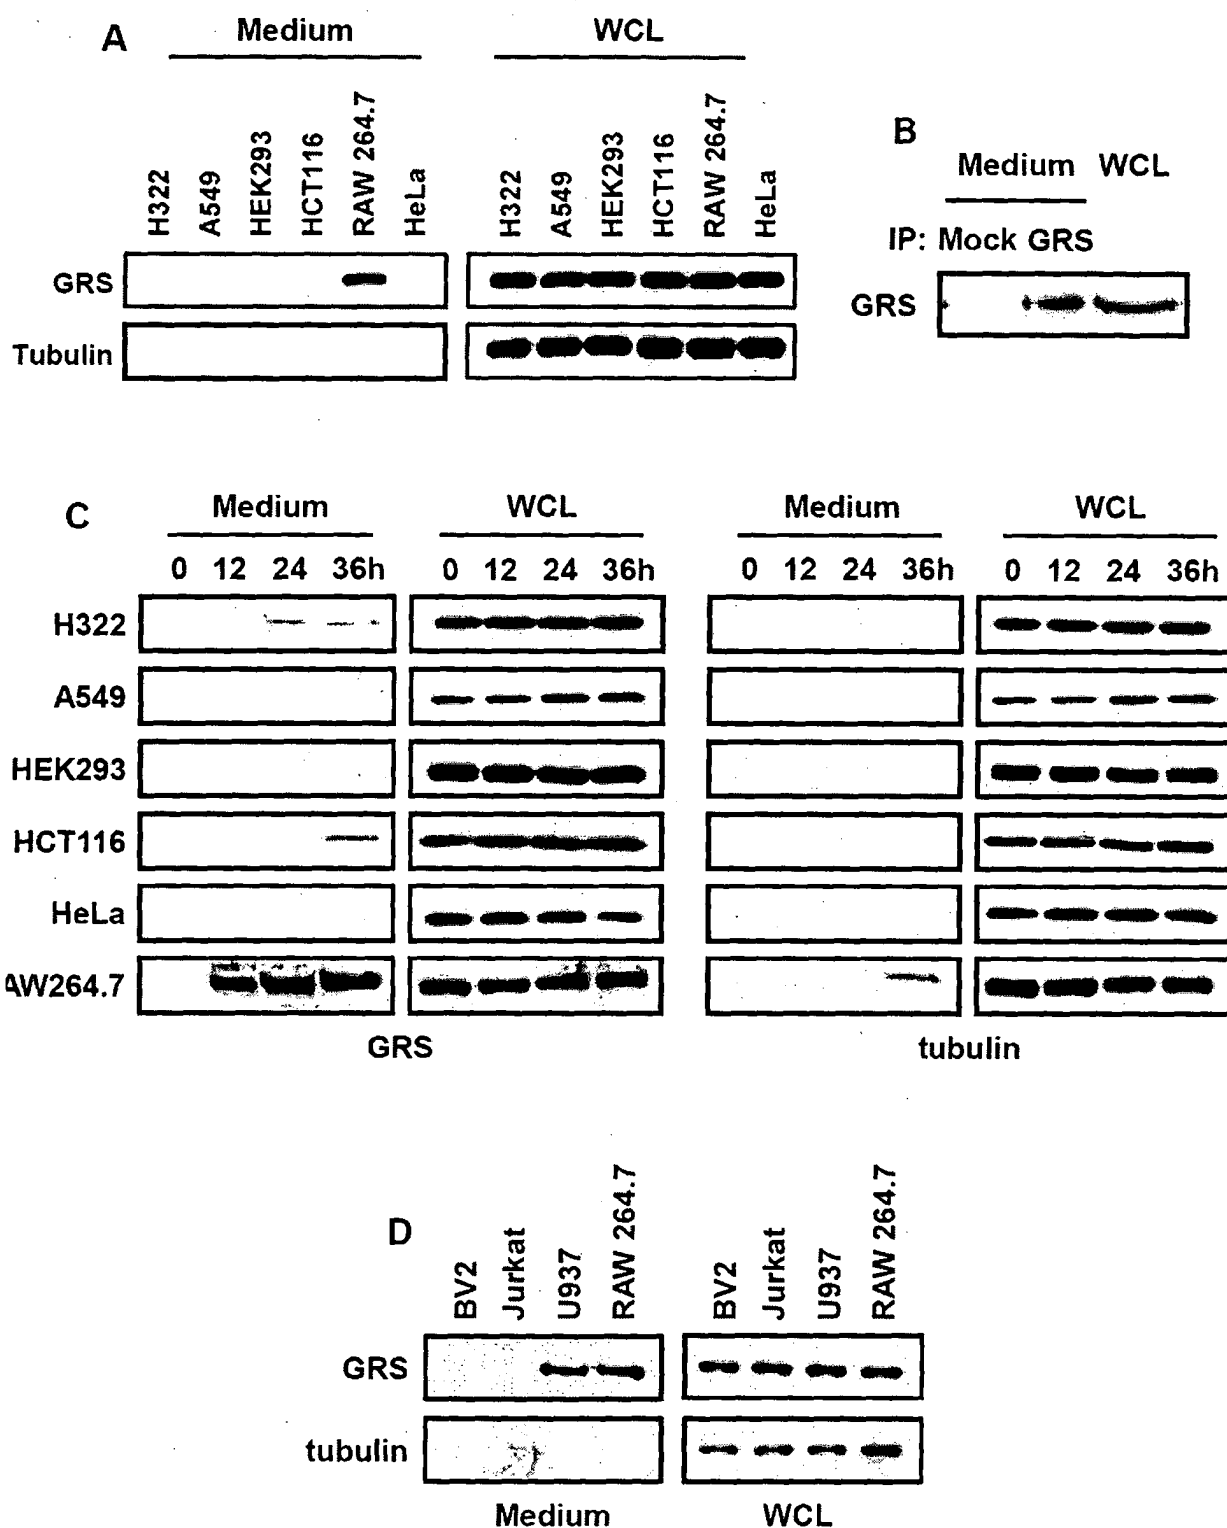 A
Medium WCL
H322 A549 HEK293 HCT116 RAW 264.7 HeLa H322 A549 HEK293 HCT116 RAW 264.7 HeLa
GRS
Tubulin
B
Medium WCL
IP: Mock GRS
GRS
C
Medium WCL Medium WCL
0 12 24 36h 0 12 24 36h 0 12 24 36h 0 12 24 36h
H322
A549
HEK293
HCT116
HeLa
AW264.7
GRS tubulin
D
BV2 Jurkat U937 RAW 264.7 BV2 Jurkat U937 RAW 264.7
GRS
tubulin
Medium WCL